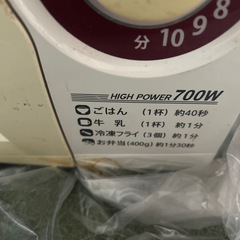 8
9
10
分
HIGH POWER 700W
ごはん (1杯) 約40秒
牛 乳 (1杯) 約1分
冷凍フライ (3個) 約1分
お弁当 (400g) 約1分30秒